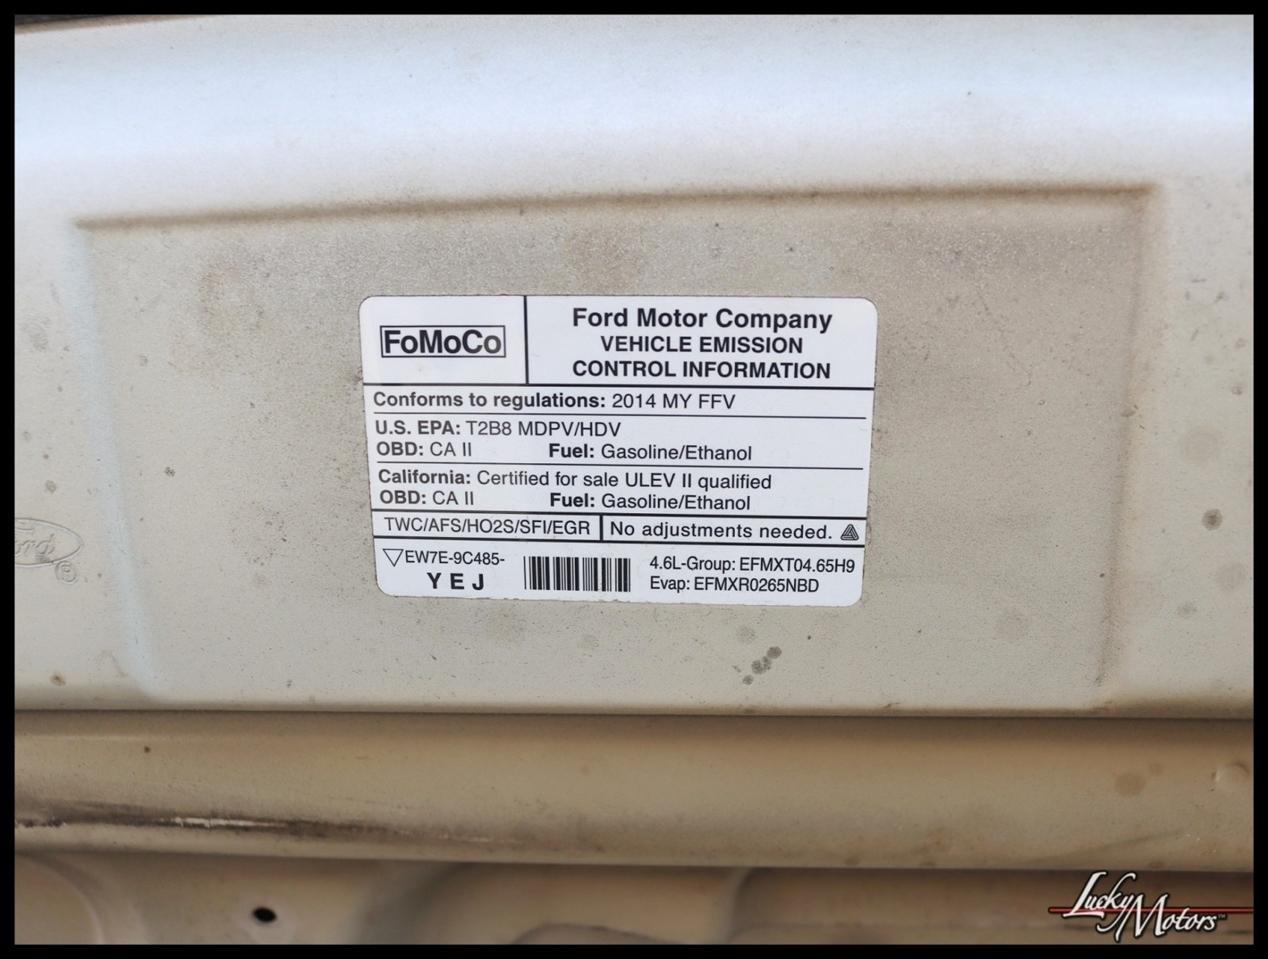 FoMoCo
Ford Motor Company
VEHICLE EMISSION
CONTROL INFORMATION
Conforms to regulations: 2014 MY FFV
U.S. EPA: T2B8 MDPV/HDV
OBD: CA II Fuel: Gasoline/Ethanol
California: Certified for sale ULEV II qualified
OBD: CA II Fuel: Gasoline/Ethanol
TWC/AFS/HO2S/SFI/EGR No adjustments needed.
EW7E-9C485-
YEJ
4.6L-Group: EFMXT04.65H9
Evap: EFMXR0265NBD
Lucky
Motors™